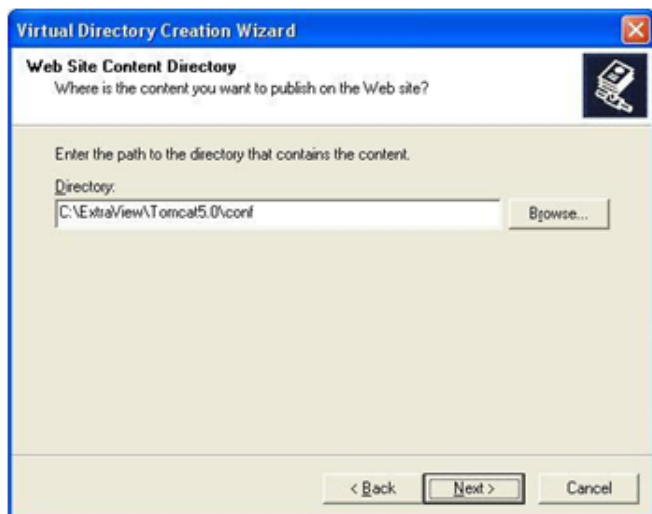 Virtual Directory Creation Wizard
Web Site Content Directory
Where is the content you want to publish on the Web site?
Enter the path to the directory that contains the content.
Directory:
C:\ExtraView\Tomcat5.0\conf
Browse...
< Back
Next >
Cancel